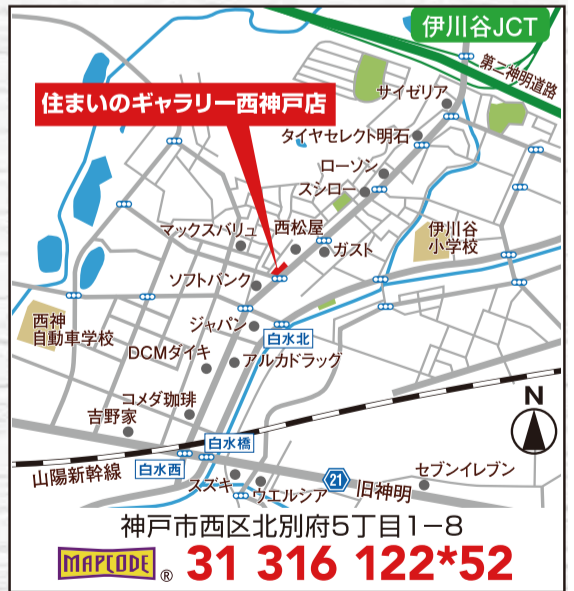 伊川谷JCT
第二神明道路
サイゼリア
住まいのギャラリー西神戸店
タイヤセレクト明石
ローソン
スシロー
マックスバリュ
西松屋
ガスト
伊川谷
小学校
ソフトバンク
西神
自動車学校
ジャパン
白水北
DCMダイキ
アルカドラッグ
コメダ珈琲
吉野家
N
白水橋
山陽新幹線
白水西
スズキ
ウエルシア
21
旧神明
セブンイレブン
神戸市西区北別府5丁目1−8
MAPCODE ® 31 316 122*52